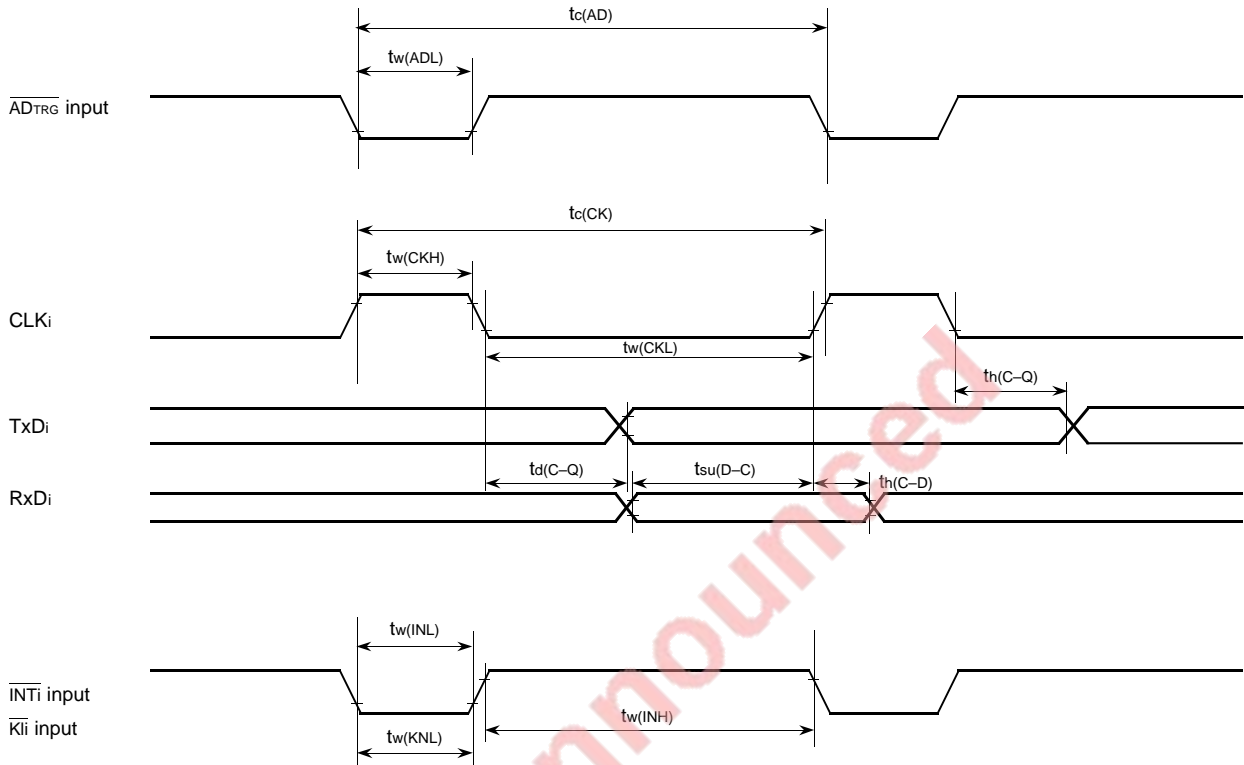 tc(AD)
tw(ADL)
ADTRG input
tc(CK)
tw(CKH)
CLKi
tw(CKL)
th(C–Q)
TxDi
td(C–Q)
tsu(D–C)
th(C–D)
RxDi
tw(INL)
INTi input
tw(INH)
KIi input
tw(KNL)
nnounced